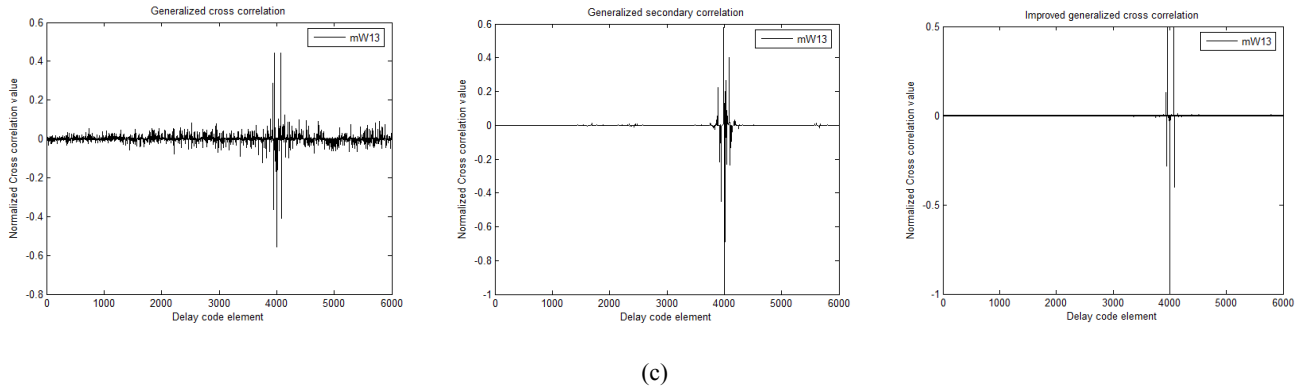 Generalized cross correlation
mW13
0.6
0.4
0.2
0
-0.2
-0.4
-0.6
-0.8
0 1000 2000 3000 4000 5000 6000
Normalized Cross correlation value
Delay code element
Generalized secondary correlation
mW13
0.6
0.4
0.2
0
-0.2
-0.4
-0.6
-0.8
-1
0 1000 2000 3000 4000 5000 6000
Normalized Cross correlation value
Delay code element
Improved generalized cross correlation
mW13
0.5
0
-0.5
-1
0 1000 2000 3000 4000 5000 6000
Normalized Cross correlation value
Delay code element
(c)